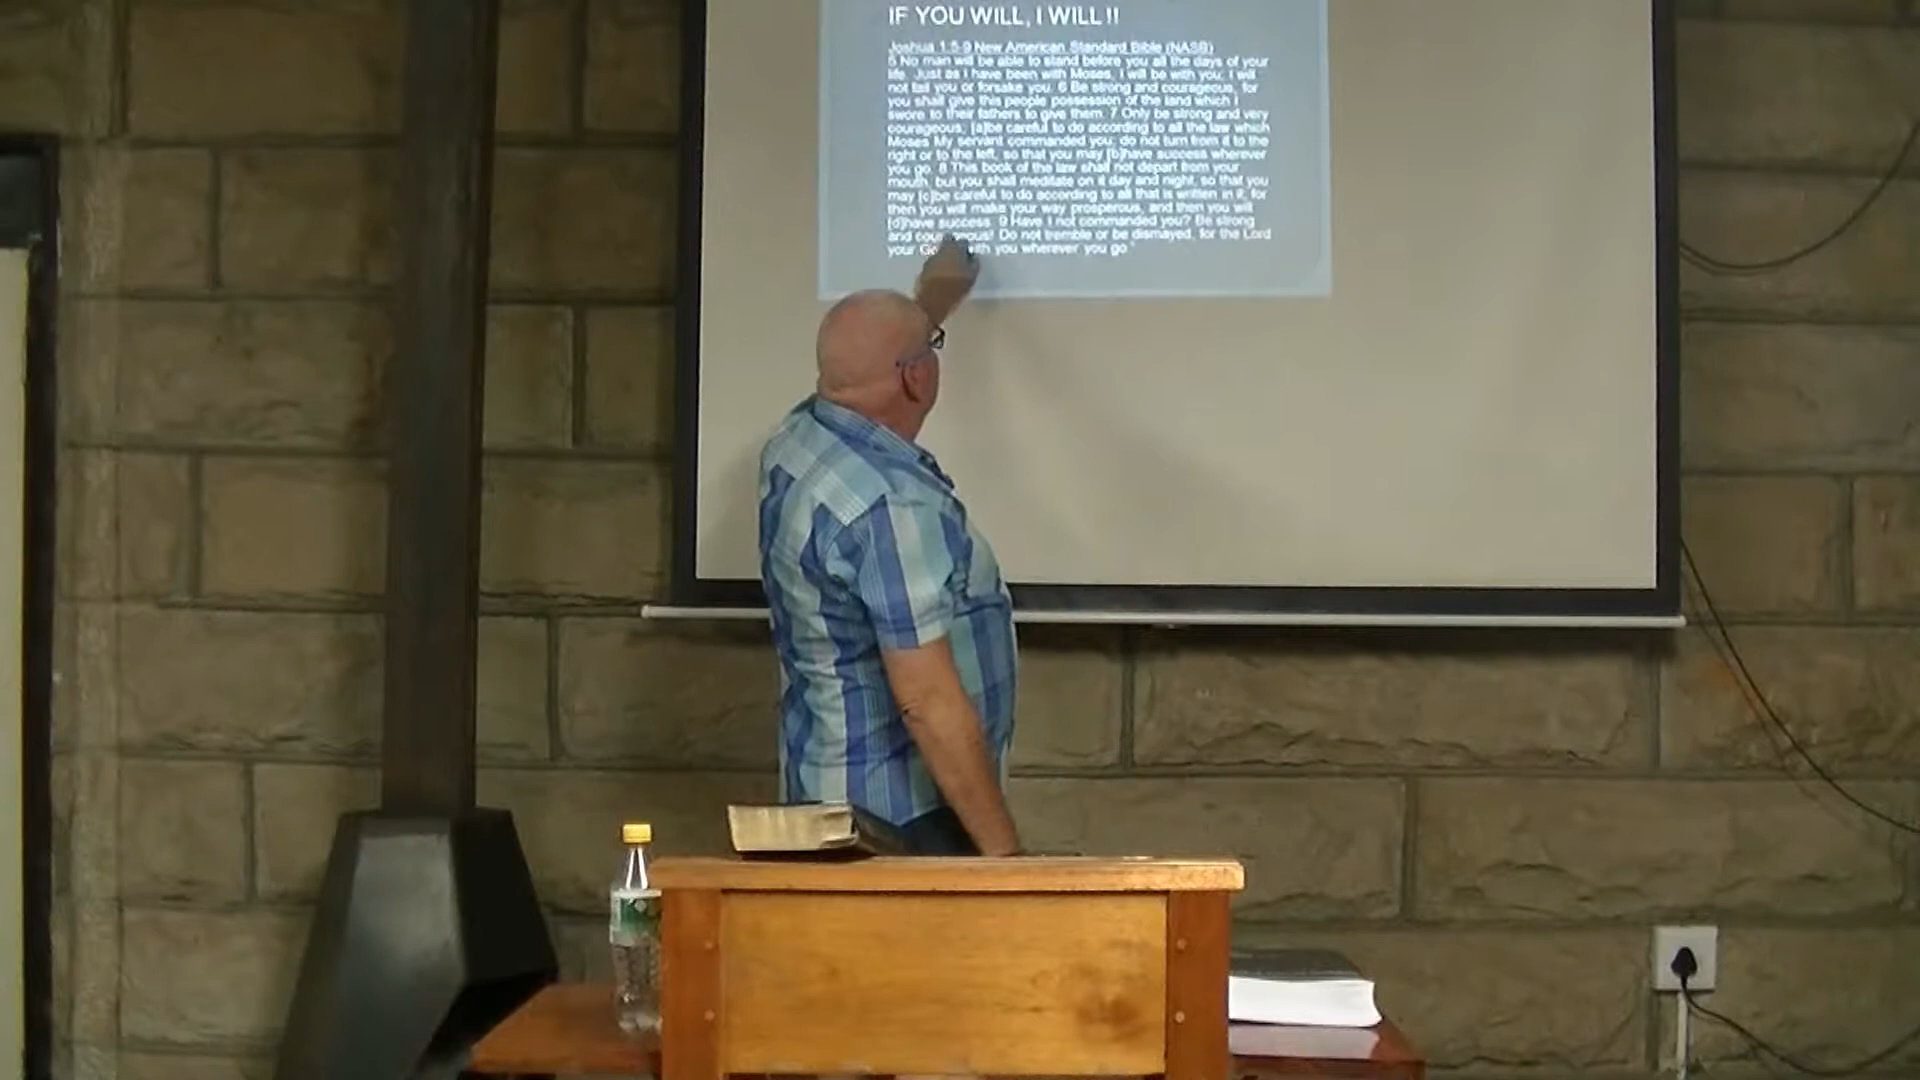 IF YOU WILL, I WILL !!
Joshua 1:5-9 New American Standard Bible (NASB)
5 No man will be able to stand before you all the days of your
life. Just as I have been with Moses, I will be with you; I will
not fail you or forsake you. 6 Be strong and courageous, for
you shall give this people possession of the land which I
swore to their fathers to give them. 7 Only be strong and very
courageous; [a]be careful to do according to all the law which
Moses My servant commanded you; do not turn from it to the
right or to the left, so that you may [b]have success wherever
you go. 8 This book of the law shall not depart from your
mouth, but you shall meditate on it day and night, so that you
may [c]be careful to do according to all that is written in it; for
then you will make your way prosperous, and then you will
[d]have success. 9 Have I not commanded you? Be strong
and courageous! Do not tremble or be dismayed, for the Lord
your with you wherever you go."